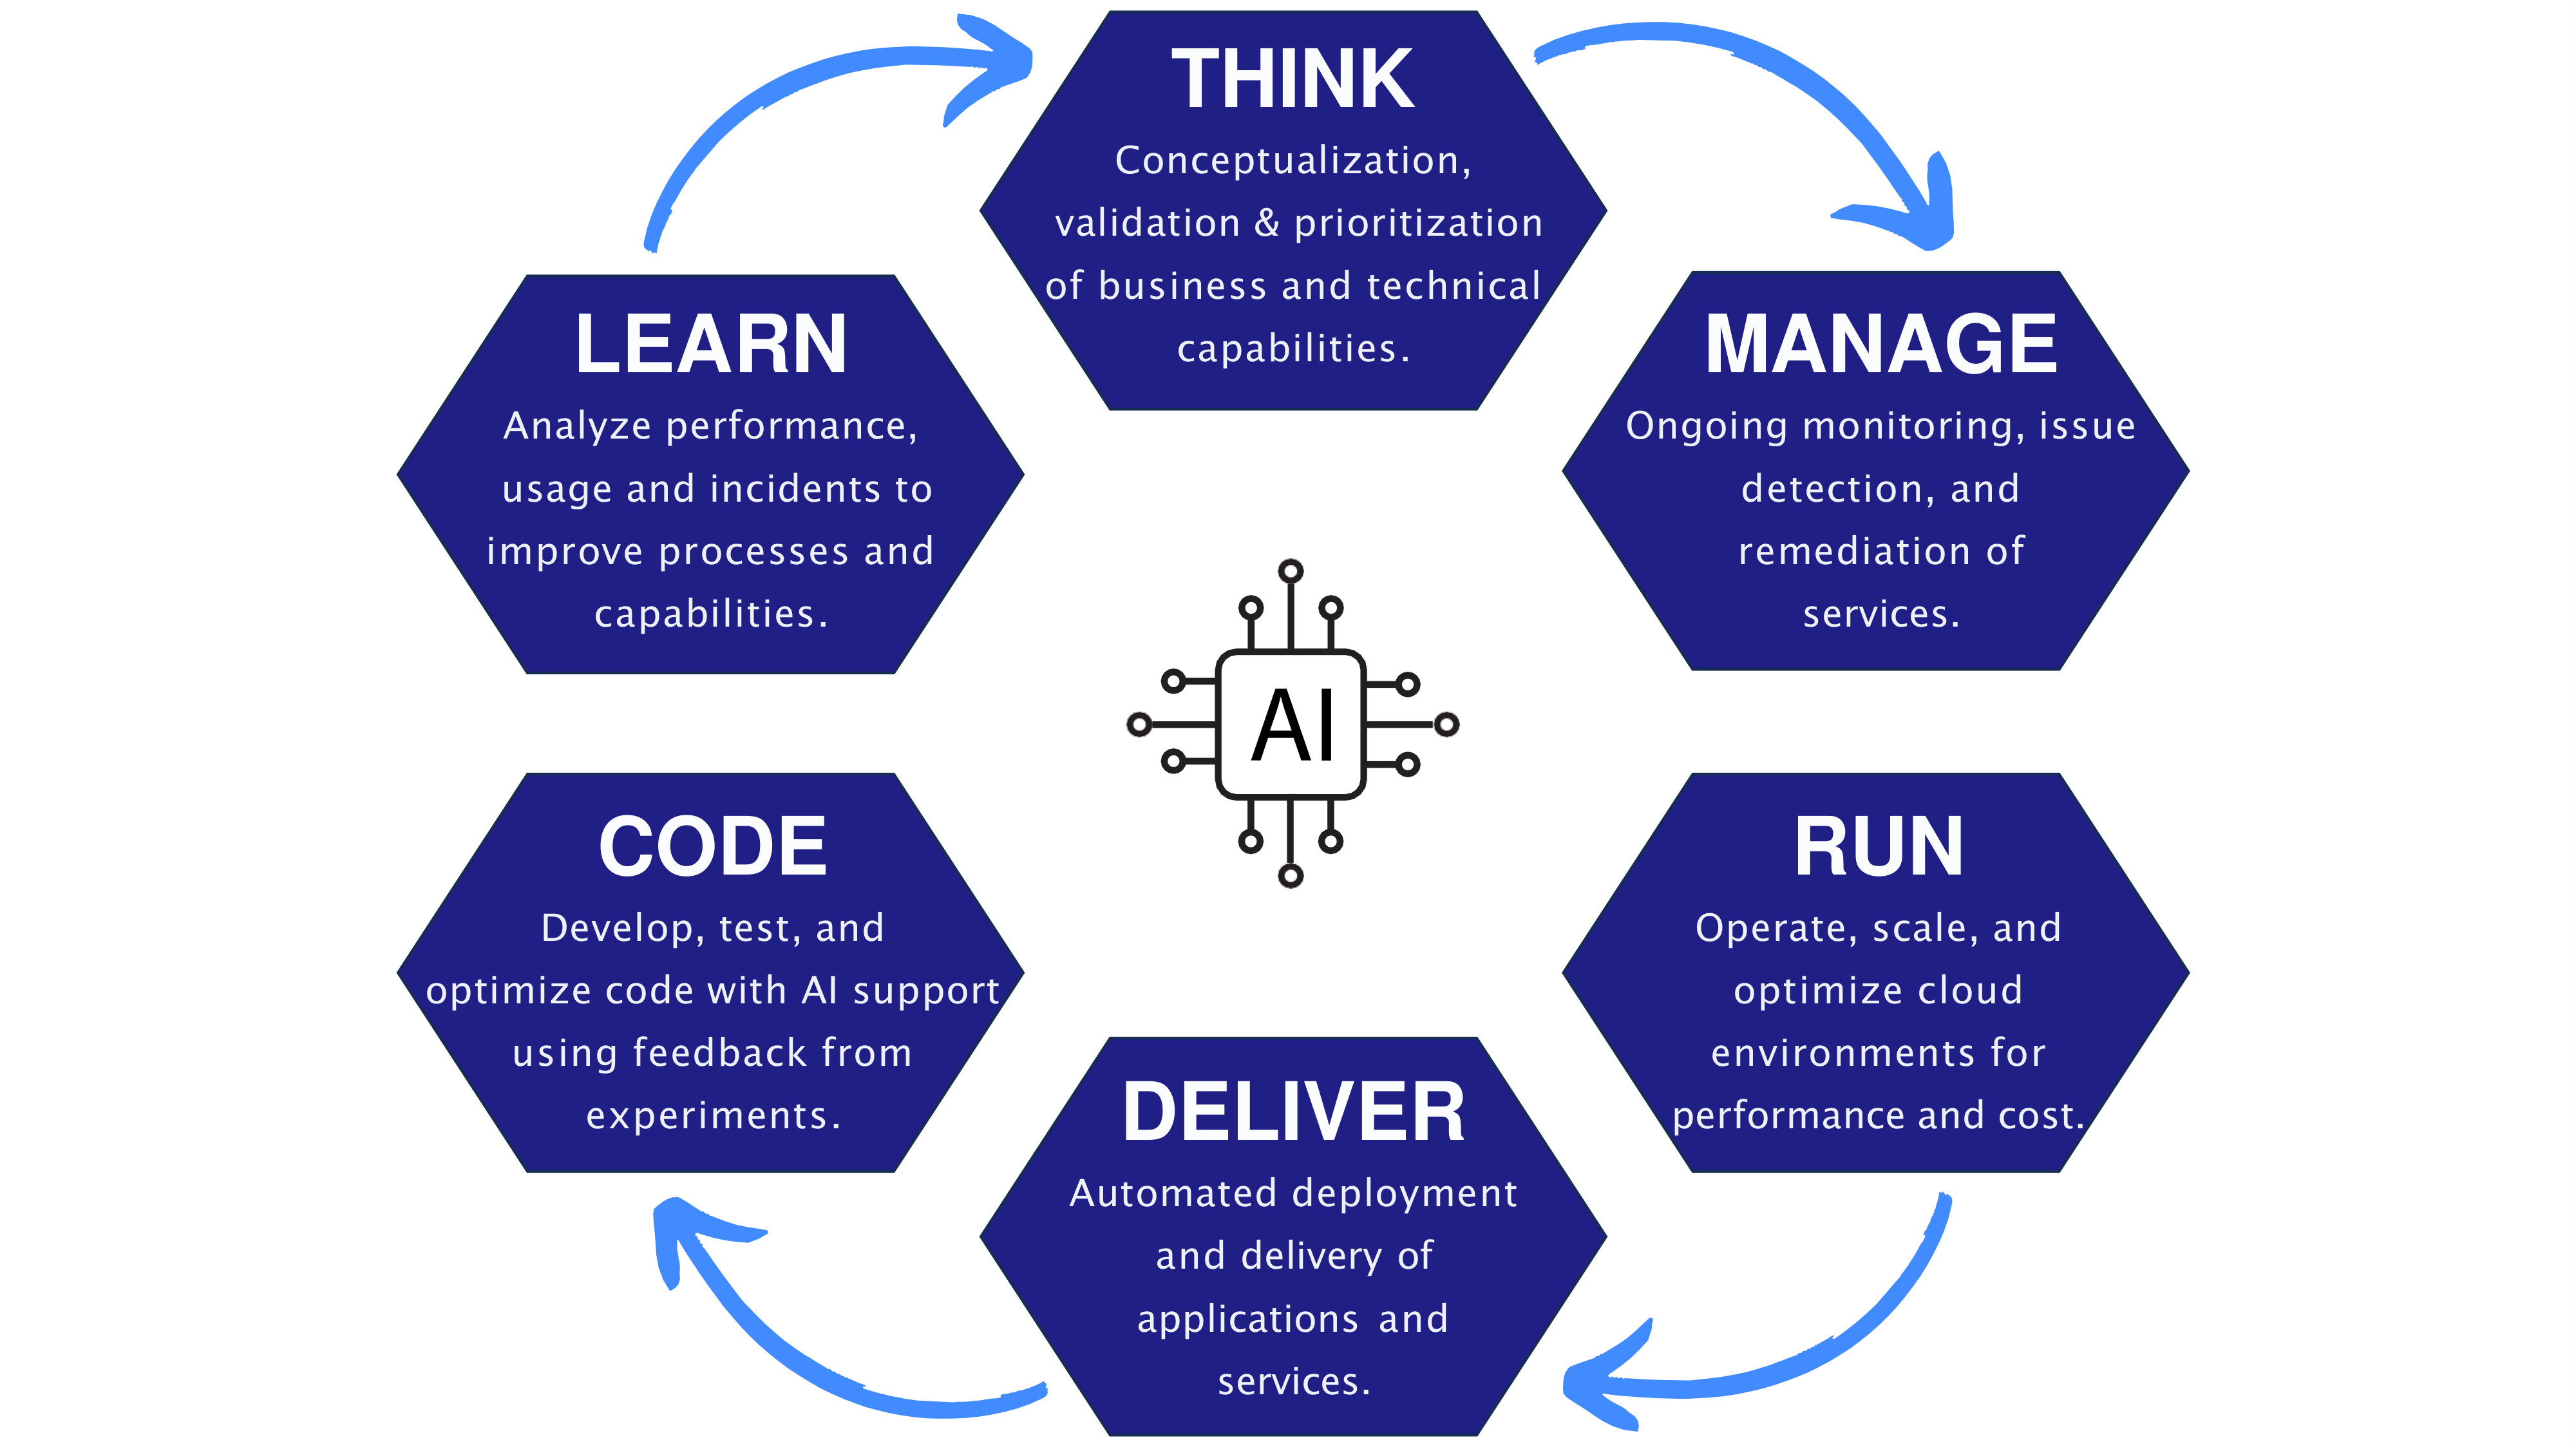 THINK
Conceptualization,
validation & prioritization
of business and technical
capabilities.
LEARN
Analyze performance,
usage and incidents to
improve processes and
capabilities.
MANAGE
Ongoing monitoring, issue
detection, and
remediation of
services.
AI
CODE
Develop, test, and
optimize code with AI support
using feedback from
experiments.
RUN
Operate, scale, and
optimize cloud
environments for
performance and cost.
DELIVER
Automated deployment
and delivery of
applications and
services.